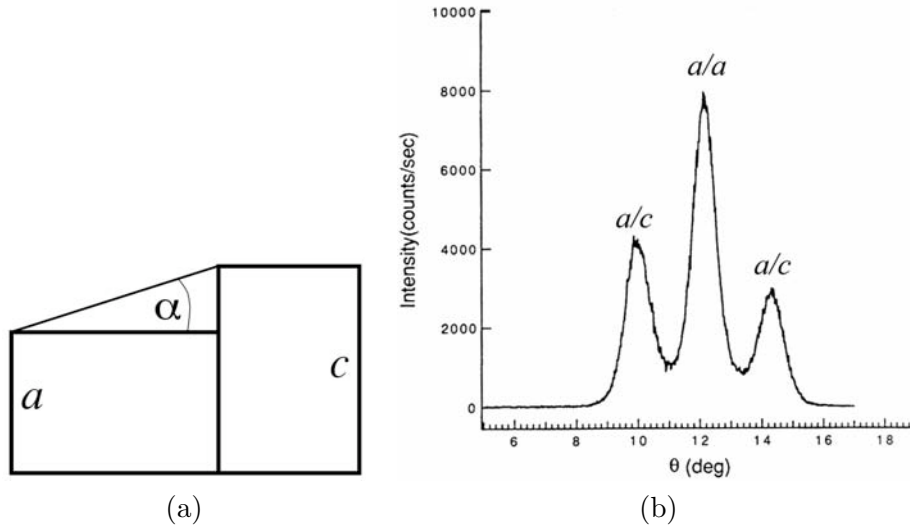 α
a
c
(a)
10000
8000
6000
4000
2000
0
Intensity(counts/sec)
a/c
a/a
a/c
6 8 10 12 14 16 18
θ (deg)
(b)